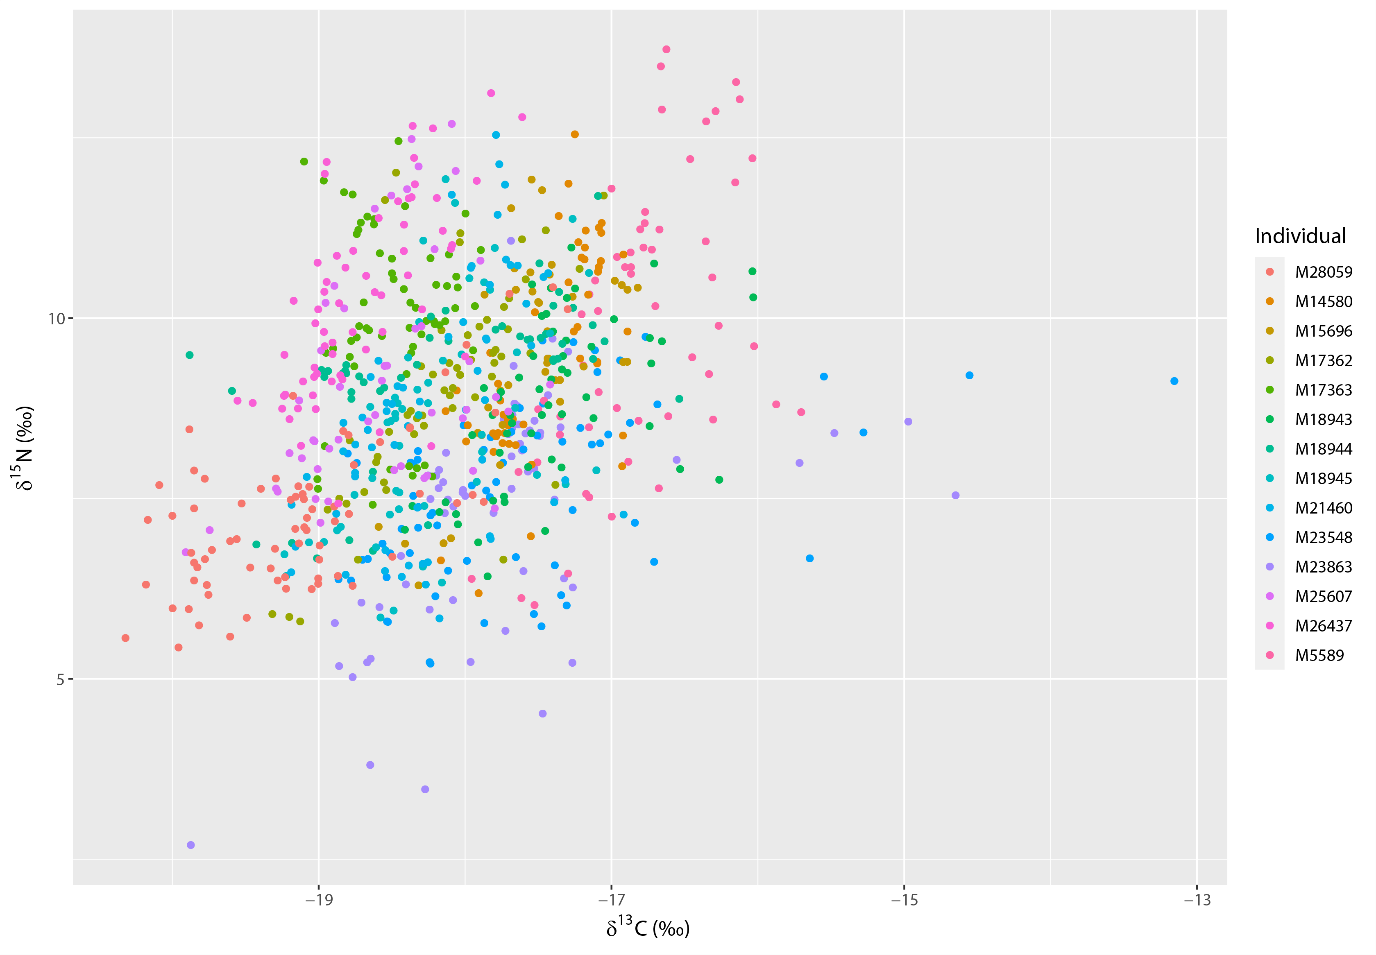 δ15N (‰)
10
5
−19
−17
−15
−13
δ13C (‰)
Individual
M28059
M14580
M15696
M17362
M17363
M18943
M18944
M18945
M21460
M23548
M23863
M25607
M26437
M5589